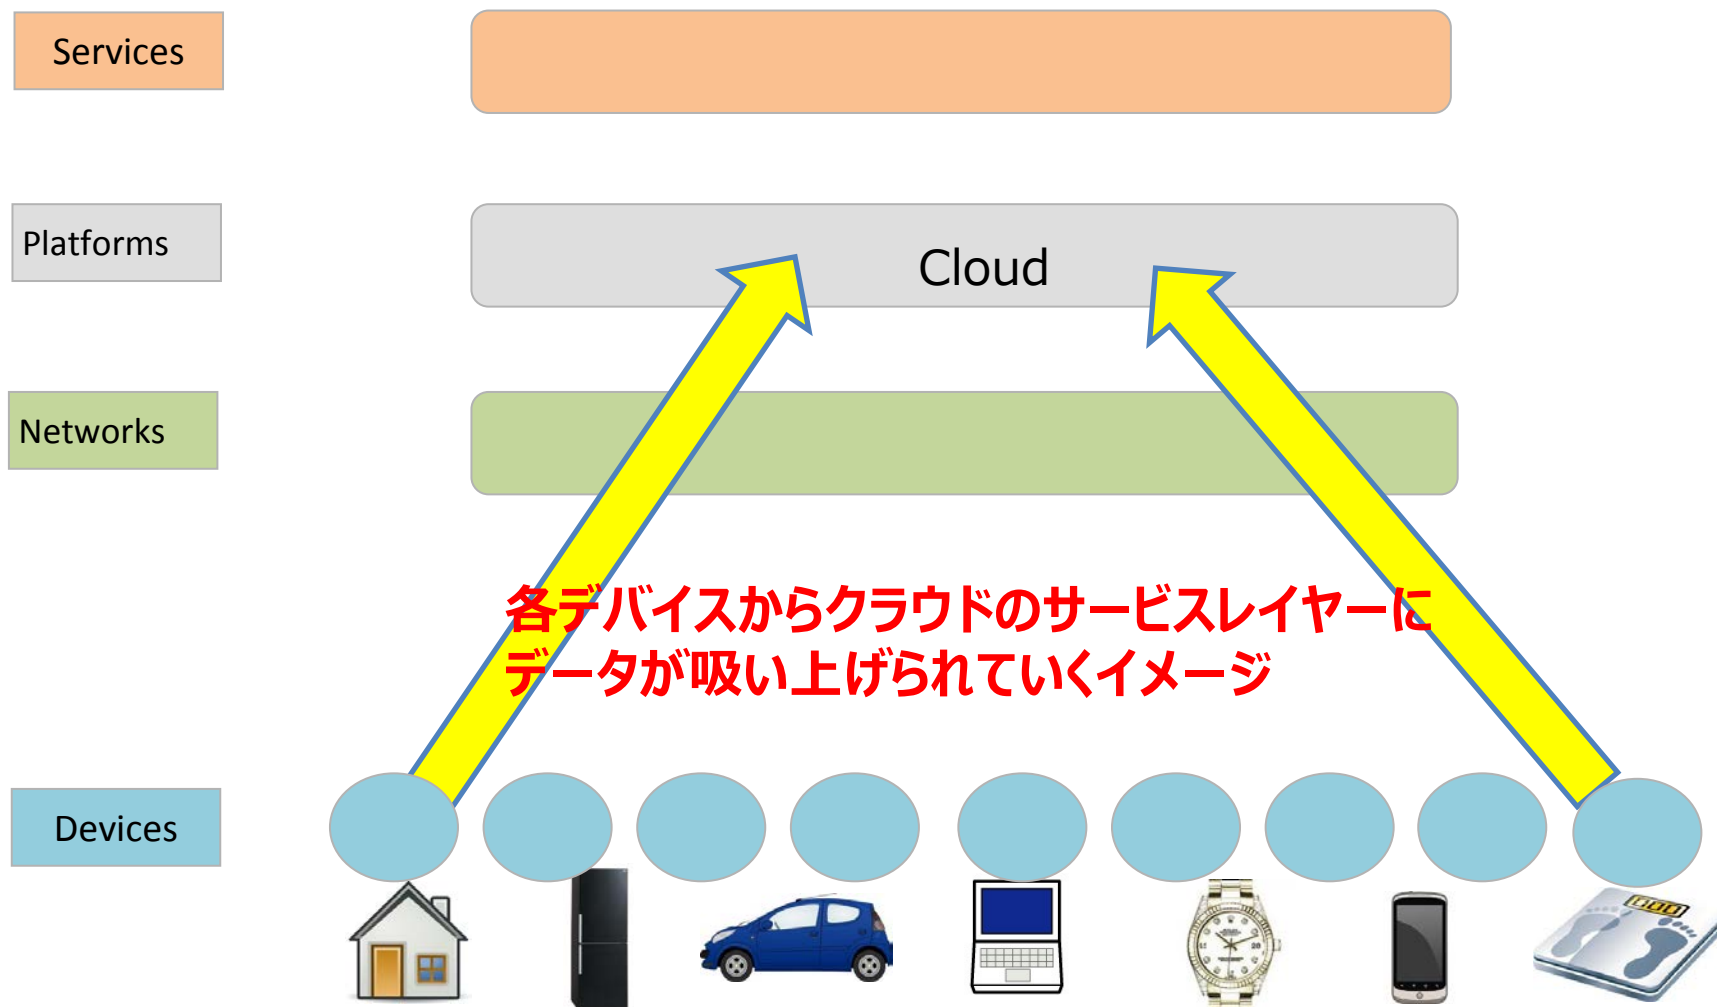 Services
Platforms
Cloud
Networks
各デバイスからクラウドのサービスレイヤーに
データが吸い上げられていくイメージ
Devices